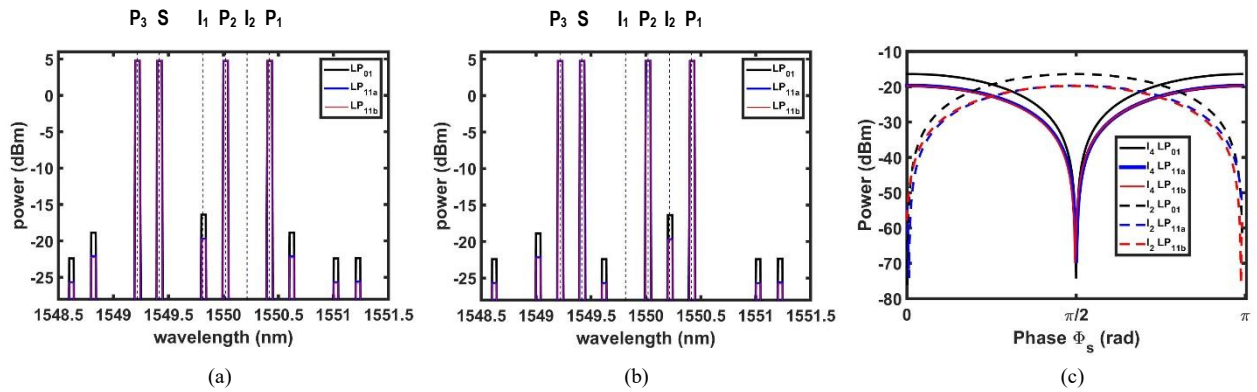 P3 S I1 P2 I2 P1
P3 S I1 P2 I2 P1
5
0
-5
-10
-15
-20
-25
power (dBm)
LP01
LP11a
LP11b
1548.5 1549 1549.5 1550 1550.5 1551 1551.5
wavelength (nm)
(a)
5
0
-5
-10
-15
-20
-25
power (dBm)
LP01
LP11a
LP11b
1548.5 1549 1549.5 1550 1550.5 1551 1551.5
wavelength (nm)
(b)
-10
-20
-30
-40
-50
-60
-70
-80
Power (dBm)
I4 LP01
I4 LP11a
I4 LP11b
I2 LP01
I2 LP11a
I2 LP11b
0 π/2 π
Phase Φs (rad)
(c)